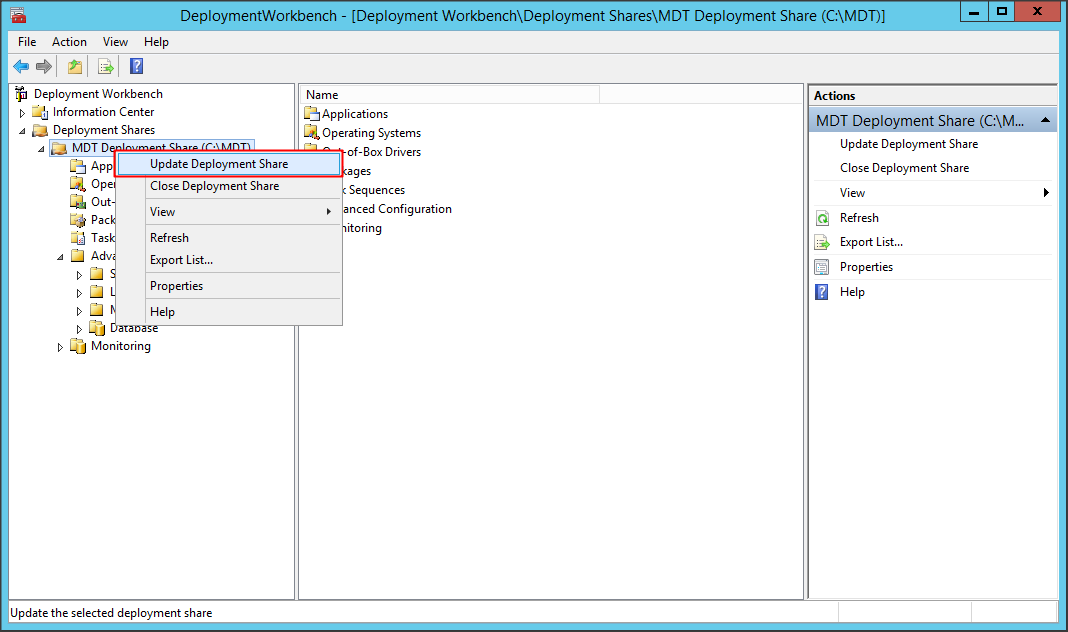 DeploymentWorkbench - [Deployment Workbench\Deployment Shares\MDT Deployment Share (C:\MDT)]
File Action View Help
Deployment Workbench
Information Center
Deployment Shares
MDT Deployment Share (C:\MDT)
App
Oper
Out-
Pack
Task
Adva
S
L
M
Database
Monitoring
Update Deployment Share
Close Deployment Share
View
Refresh
Export List...
Properties
Help
Name
Applications
Operating Systems
Out-of-Box Drivers
kages
k Sequences
anced Configuration
nitoring
Actions
MDT Deployment Share (C:\M...
Update Deployment Share
Close Deployment Share
View
Refresh
Export List...
Properties
Help
Update the selected deployment share